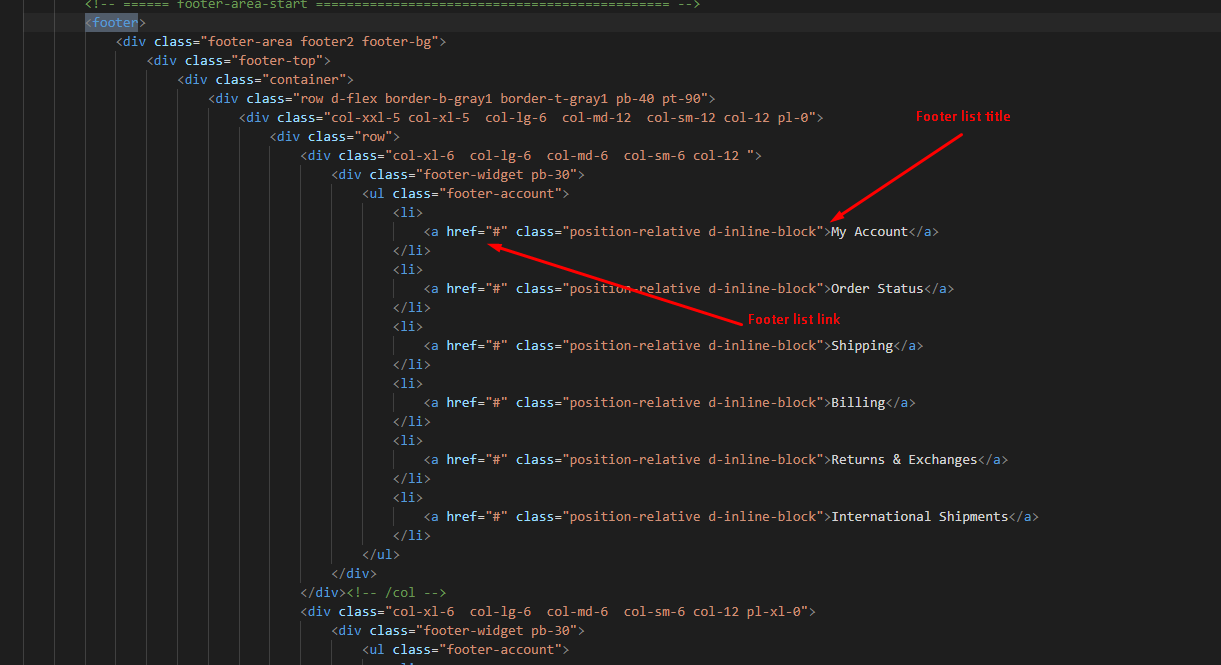 <!-- ====== footer-area-start ============================================== -->
<footer>
<div class="footer-area footer2 footer-bg">
<div class="footer-top">
<div class="container">
<div class="row d-flex border-b-gray1 border-t-gray1 pb-40 pt-90">
<div class="col-xxl-5 col-xl-5  col-lg-6  col-md-12  col-sm-12 col-12 pl-0">
Footer list title
<div class="row">
<div class="col-xl-6  col-lg-6  col-md-6  col-sm-6 col-12 ">
<div class="footer-widget pb-30">
<ul class="footer-account">
<li>
<a href="#" class="position-relative d-inline-block">My Account</a>
</li>
<li>
<a href="#" class="position-relative d-inline-block">Order Status</a>
</li>
Footer list link
<li>
<a href="#" class="position-relative d-inline-block">Shipping</a>
</li>
<li>
<a href="#" class="position-relative d-inline-block">Billing</a>
</li>
<li>
<a href="#" class="position-relative d-inline-block">Returns & Exchanges</a>
</li>
<li>
<a href="#" class="position-relative d-inline-block">International Shipments</a>
</li>
</ul>
</div>
</div><!-- /col -->
<div class="col-xl-6  col-lg-6  col-md-6  col-sm-6 col-12 pl-xl-0">
<div class="footer-widget pb-30">
<ul class="footer-account">